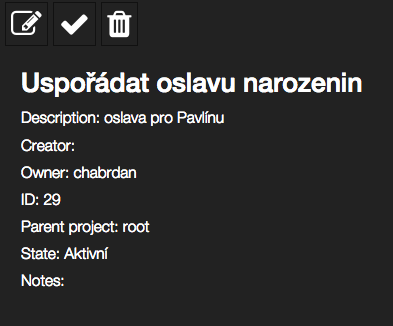 Uspořádat oslavu narozenin
Description: oslava pro Pavlínu
Creator:
Owner: chabrdan
ID: 29
Parent project: root
State: Aktivní
Notes: